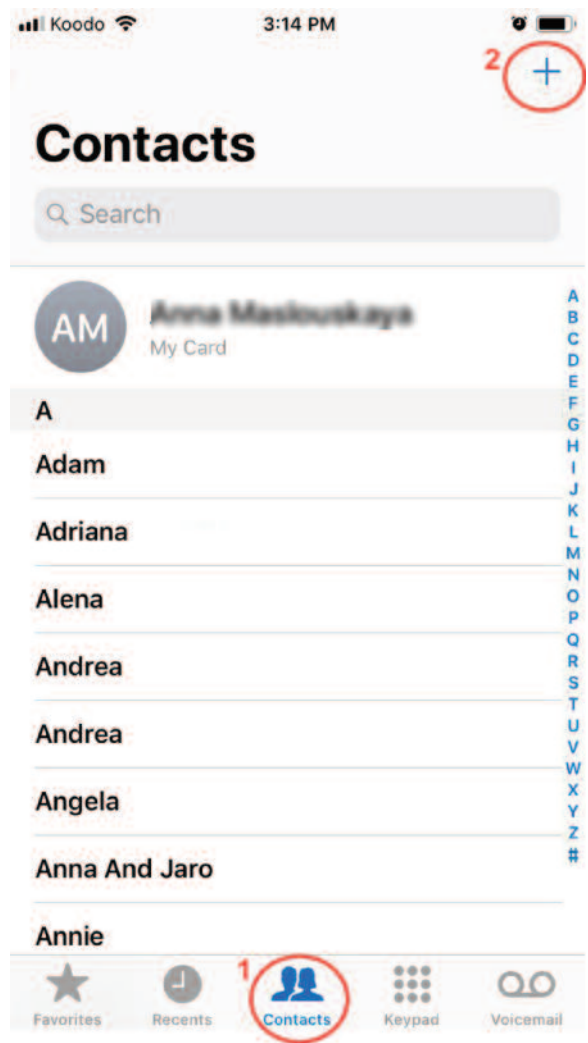 Koodo 3:14 PM
2 +
Contacts
Search
AM
My Card
A
Adam
Adriana
Alena
Andrea
Andrea
Angela
Anna And Jaro
Annie
A
B
C
D
E
F
G
H
I
J
K
L
M
N
O
P
Q
R
S
T
U
V
W
X
Y
Z
#
1
Favorites Recents Contacts Keypad Voicemail